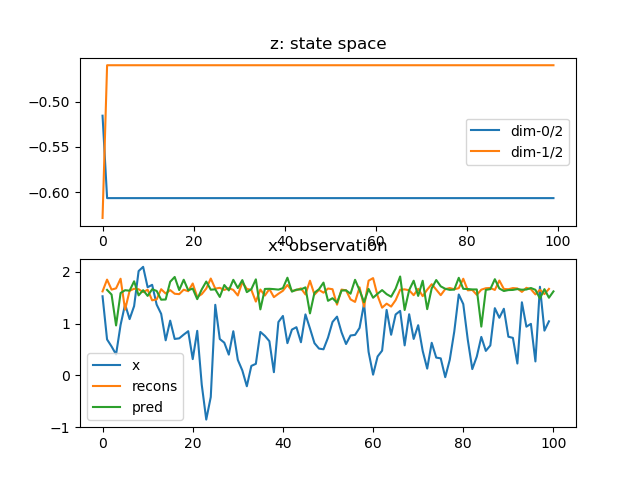 z: state space
−0.50
−0.55
−0.60
dim-0/2
dim-1/2
0 20 40 60 80 100
x: observation
2
1
0
−1
x
recons
pred
0 20 40 60 80 100